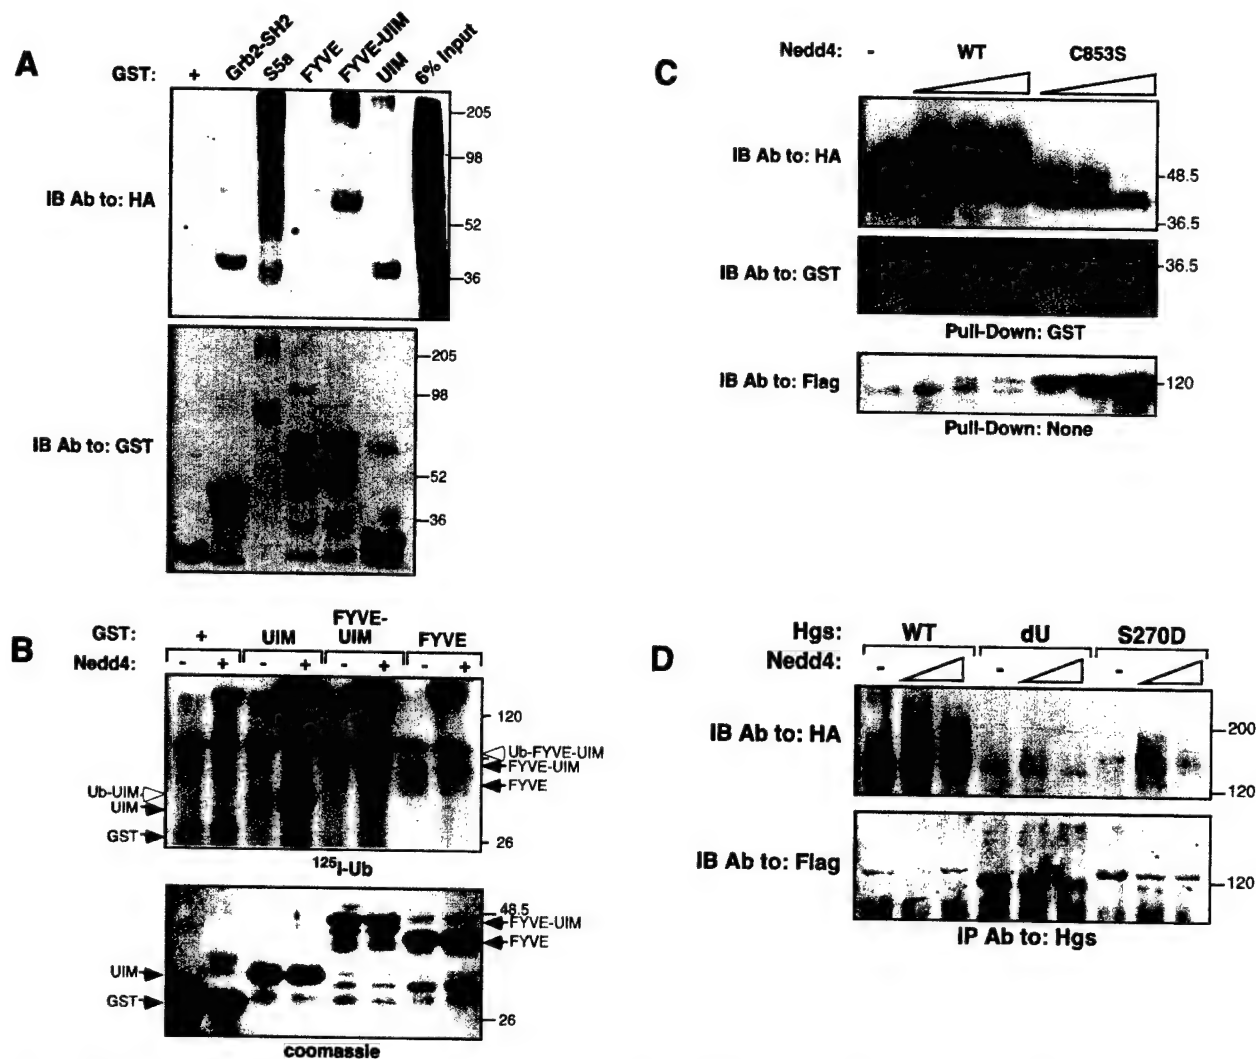 A
GST: + Grb2-SH2 S5a FYVE FYVE-UIM UIM 6% Input
205
98
IB Ab to: HA
52
36
205
98
IB Ab to: GST
52
36
B
GST: + UIM FYVE-UIM FYVE
Nedd4: - + - + - + - +
120
Ub-FYVE-UIM
FYVE-UIM
FYVE
Ub-UIM
UIM
GST
26
125I-Ub
48.5
FYVE-UIM
FYVE
UIM
GST
26
coomassie
C
Nedd4: - WT C853S
IB Ab to: HA
48.5
36.5
IB Ab to: GST
36.5
Pull-Down: GST
IB Ab to: Flag
120
Pull-Down: None
D
Hgs: WT dU S270D
Nedd4: - - -
IB Ab to: HA
200
120
IB Ab to: Flag
120
IP Ab to: Hgs